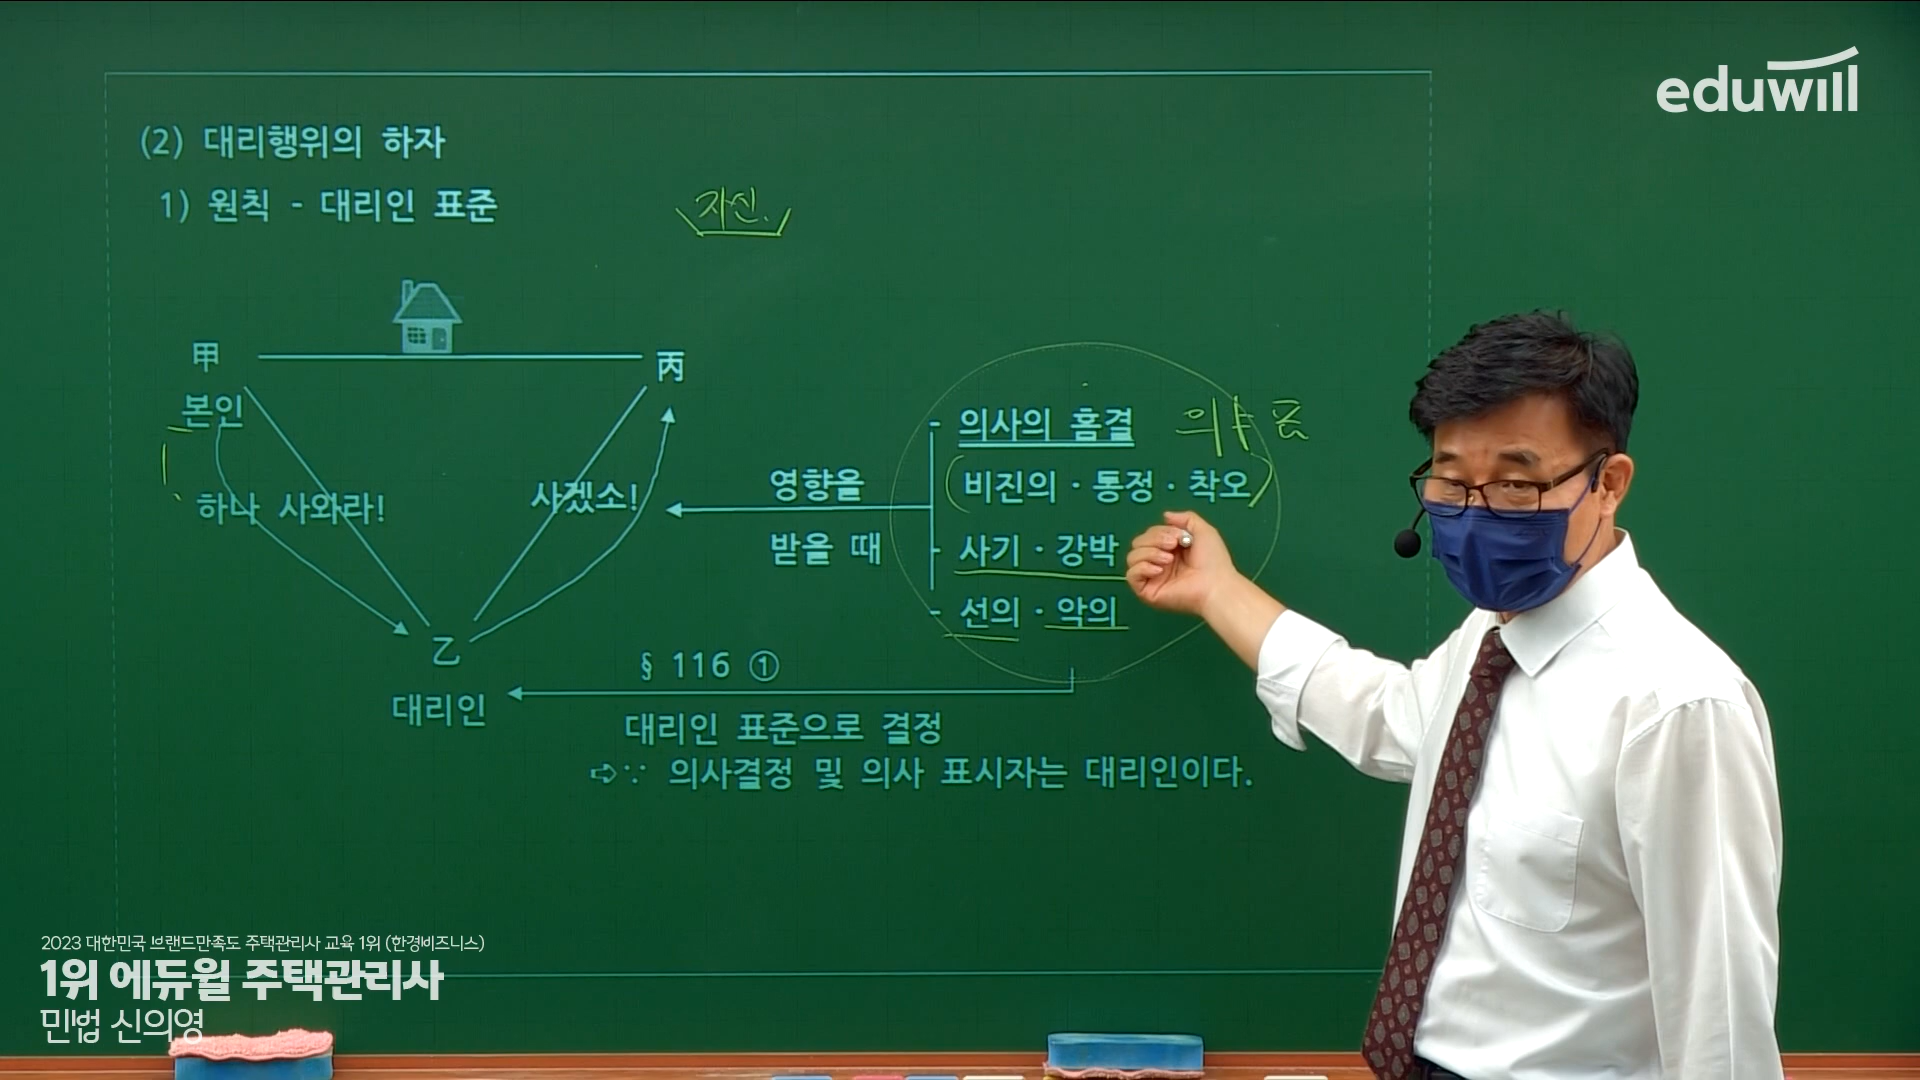 eduwill
(2) 대리행위의 하자
1) 원칙 - 대리인 표준
자신.
甲
丙
본인
하나 사와라!
사겠소!
영향을
받을 때
- 의사의 흠결
(비진의 · 통정 · 착오)
- 사기 · 강박
- 선의 · 악의
乙
대리인
§ 116 ①
대리인 표준으로 결정
➪∵ 의사결정 및 의사 표시자는 대리인이다.
2023 대한민국 브랜드만족도 주택관리사 교육 1위 (한경비즈니스)
1위 에듀윌 주택관리사
민법 신의영